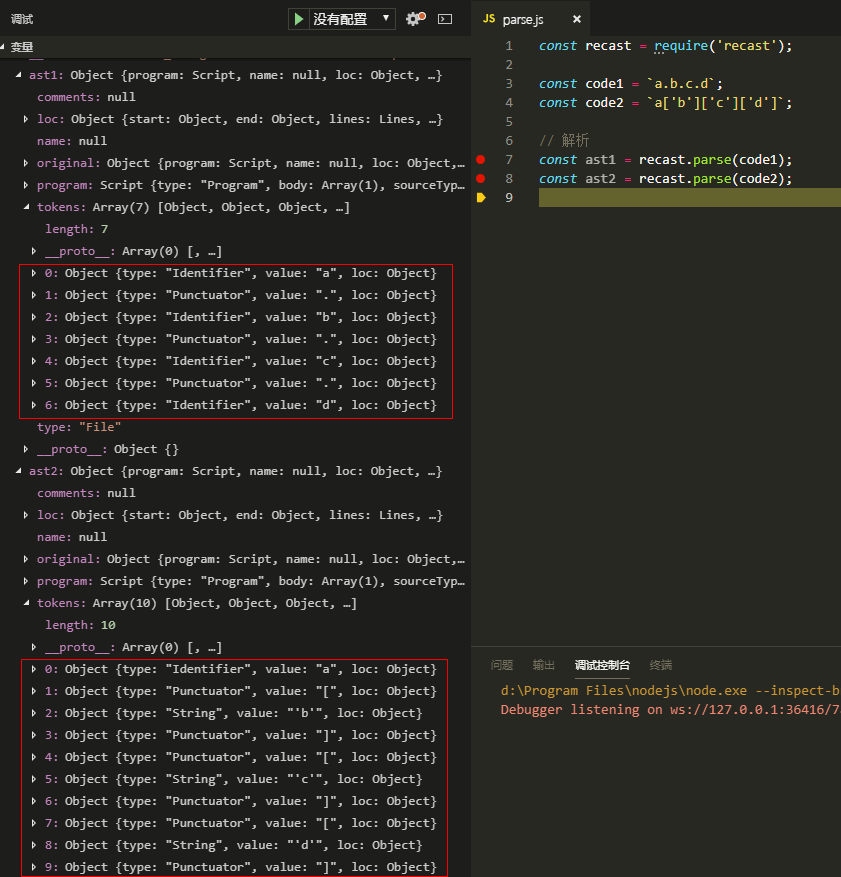 调试
没有配置
变量
ast1: Object {program: Script, name: null, loc: Object, …}
comments: null
loc: Object {start: Object, end: Object, lines: Lines, …}
name: null
original: Object {program: Script, name: null, loc: Object,…
program: Script {type: "Program", body: Array(1), sourceTyp…
tokens: Array(7) [Object, Object, Object, …]
length: 7
__proto__: Array(0) [, …]
0: Object {type: "Identifier", value: "a", loc: Object}
1: Object {type: "Punctuator", value: ".", loc: Object}
2: Object {type: "Identifier", value: "b", loc: Object}
3: Object {type: "Punctuator", value: ".", loc: Object}
4: Object {type: "Identifier", value: "c", loc: Object}
5: Object {type: "Punctuator", value: ".", loc: Object}
6: Object {type: "Identifier", value: "d", loc: Object}
type: "File"
__proto__: Object {}
ast2: Object {program: Script, name: null, loc: Object, …}
comments: null
loc: Object {start: Object, end: Object, lines: Lines, …}
name: null
original: Object {program: Script, name: null, loc: Object,…
program: Script {type: "Program", body: Array(1), sourceTyp…
tokens: Array(10) [Object, Object, Object, …]
length: 10
__proto__: Array(0) [, …]
0: Object {type: "Identifier", value: "a", loc: Object}
1: Object {type: "Punctuator", value: "[", loc: Object}
2: Object {type: "String", value: "'b'", loc: Object}
3: Object {type: "Punctuator", value: "]", loc: Object}
4: Object {type: "Punctuator", value: "[", loc: Object}
5: Object {type: "String", value: "'c'", loc: Object}
6: Object {type: "Punctuator", value: "]", loc: Object}
7: Object {type: "Punctuator", value: "[", loc: Object}
8: Object {type: "String", value: "'d'", loc: Object}
9: Object {type: "Punctuator", value: "]", loc: Object}
JS parse.js ×
1 const recast = require('recast');
2
3 const code1 = `a.b.c.d`;
4 const code2 = `a['b']['c']['d']`;
5
6 // 解析
7 const ast1 = recast.parse(code1);
8 const ast2 = recast.parse(code2);
9
问题 输出 调试控制台 终端
d:\Program Files\nodejs\node.exe --inspect-b
Debugger listening on ws://127.0.0.1:36416/7